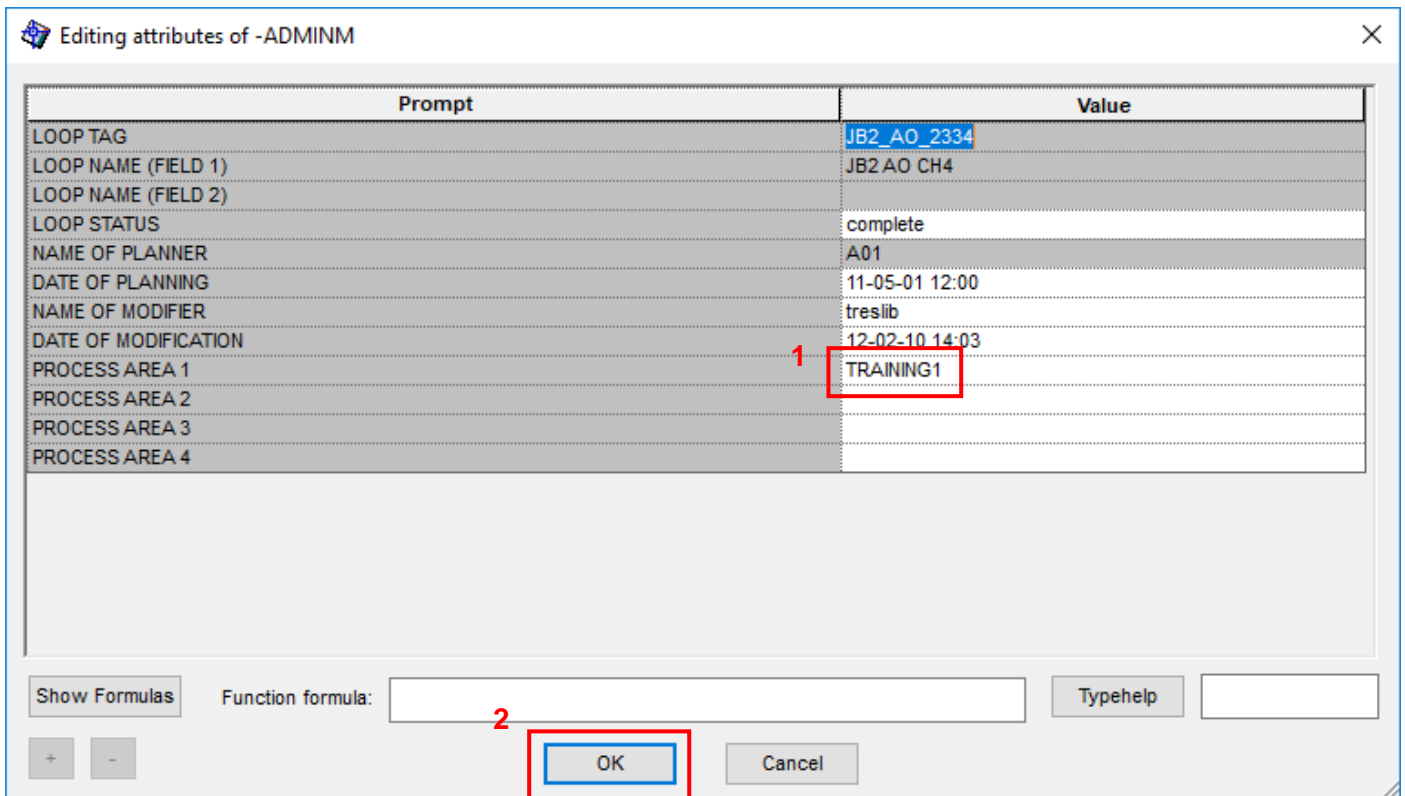 Editing attributes of -ADMINM
Prompt Value
LOOP TAG JB2_AO_2334
LOOP NAME (FIELD 1) JB2 AO CH4
LOOP NAME (FIELD 2)
LOOP STATUS complete
NAME OF PLANNER A01
DATE OF PLANNING 11-05-01 12:00
NAME OF MODIFIER treslib
DATE OF MODIFICATION 12-02-10 14:03
1
PROCESS AREA 1 TRAINING1
PROCESS AREA 2
PROCESS AREA 3
PROCESS AREA 4
Show Formulas Function formula: Typehelp
2
+ - OK Cancel